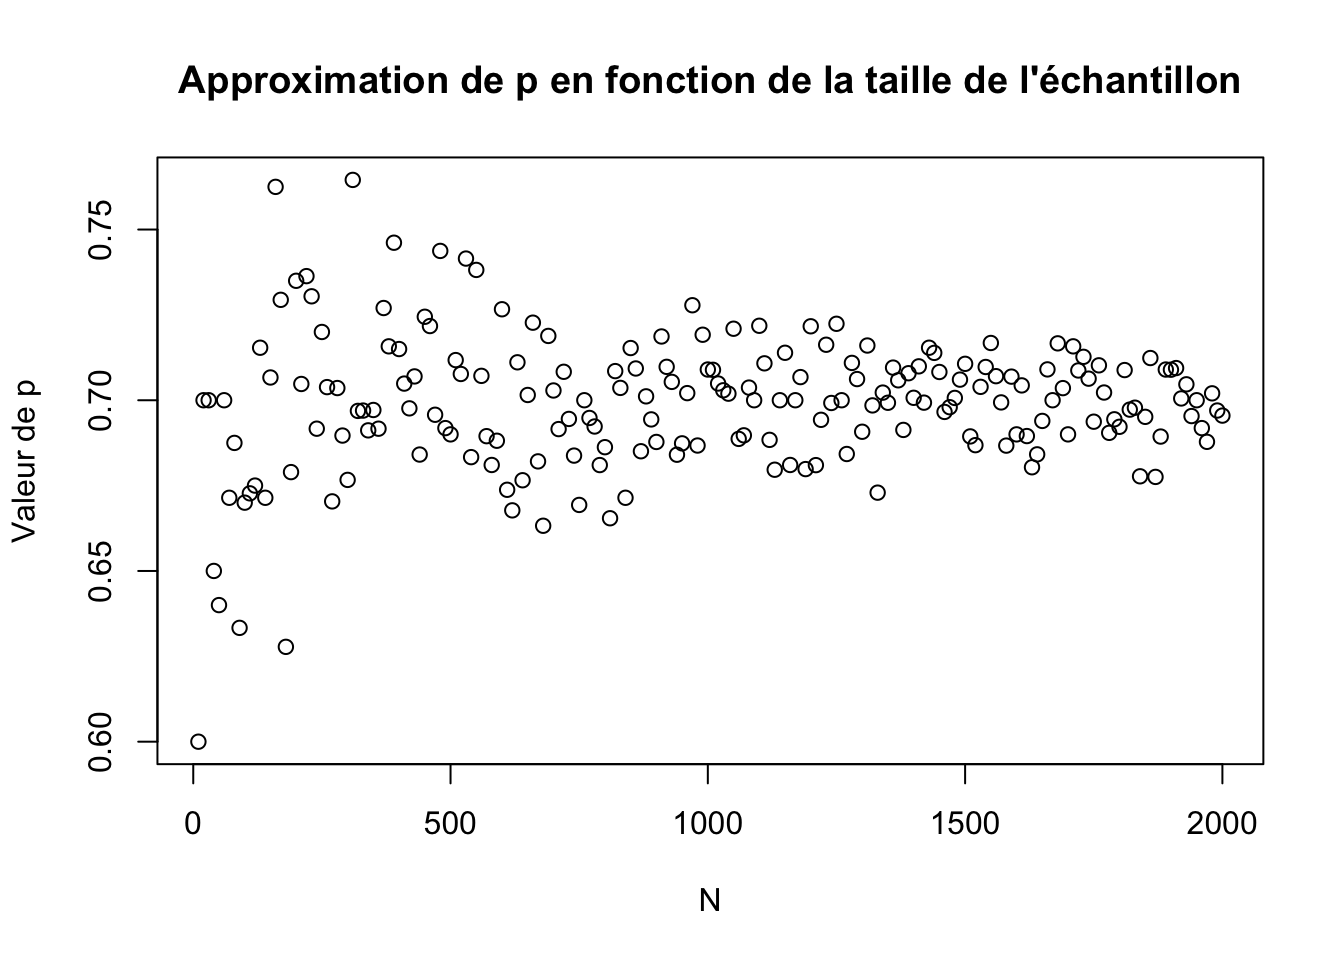 Approximation de p en fonction de la taille de l'échantillon
Valeur de p
0.75
0.70
0.65
0.60
0 500 1000 1500 2000
N